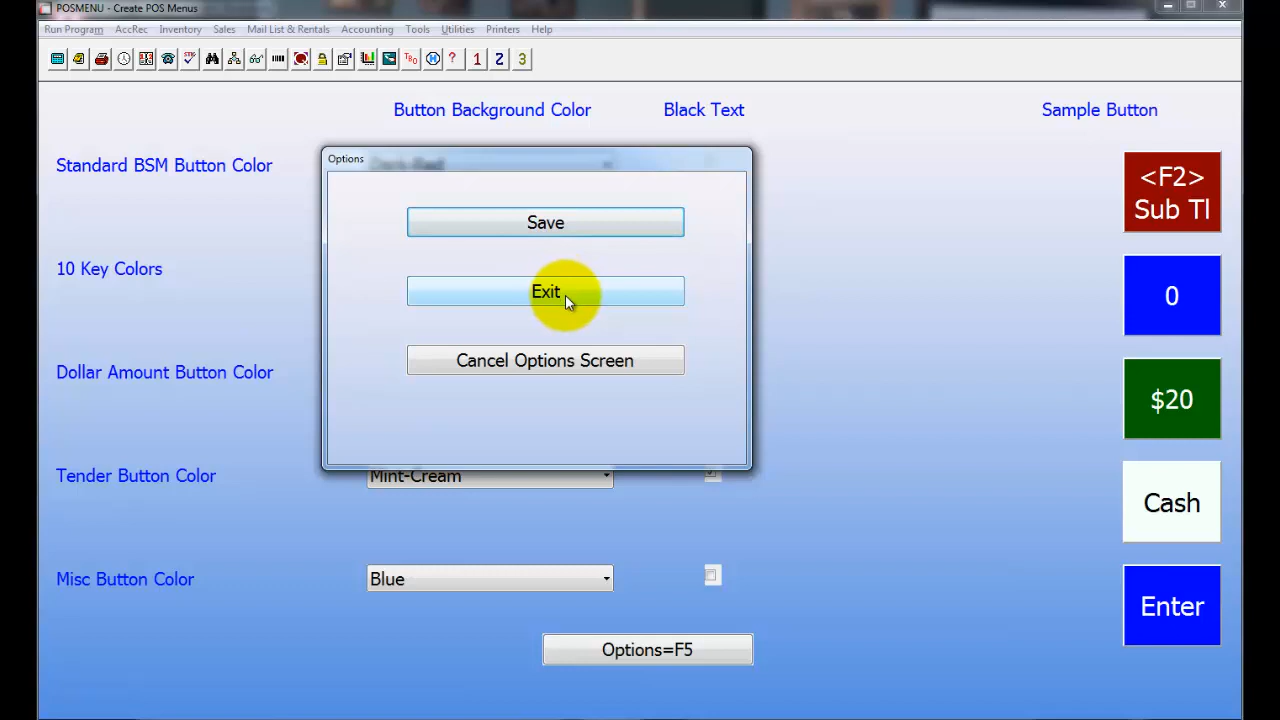 POSMENU - Create POS Menus
Run Program AccRec Inventory Sales Mail List & Rentals Accounting Tools Utilities Printers Help
? 1 2 3
Button Background Color Black Text Sample Button
Standard BSM Button Color
Options
Dark-Red
<F2>
Sub Tl
Save
10 Key Colors
Exit
0
Dollar Amount Button Color
Cancel Options Screen
$20
Tender Button Color
Mint-Cream
Cash
Misc Button Color
Blue
Enter
Options=F5